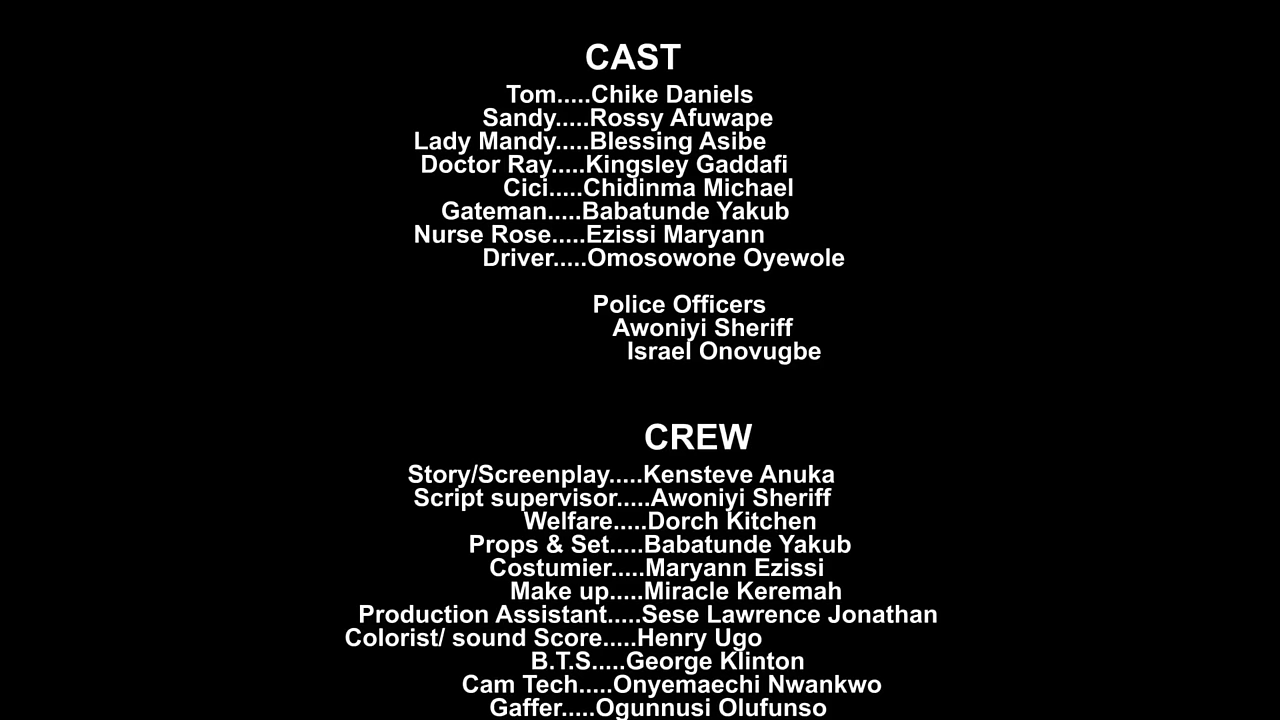 CAST
Tom.....Chike Daniels
Sandy.....Rossy Afuwape
Lady Mandy.....Blessing Asibe
Doctor Ray.....Kingsley Gaddafi
Cici.....Chidinma Michael
Gateman.....Babatunde Yakub
Nurse Rose.....Ezissi Maryann
Driver.....Omosowone Oyewole
Police Officers
Awoniyi Sheriff
Israel Onovugbe
CREW
Story/Screenplay.....Kensteve Anuka
Script supervisor.....Awoniyi Sheriff
Welfare.....Dorch Kitchen
Props & Set.....Babatunde Yakub
Costumier.....Maryann Ezissi
Make up.....Miracle Keremah
Production Assistant.....Sese Lawrence Jonathan
Colorist/ sound Score.....Henry Ugo
B.T.S.....George Klinton
Cam Tech.....Onyemaechi Nwankwo
Gaffer.....Ogunnusi Olufunso